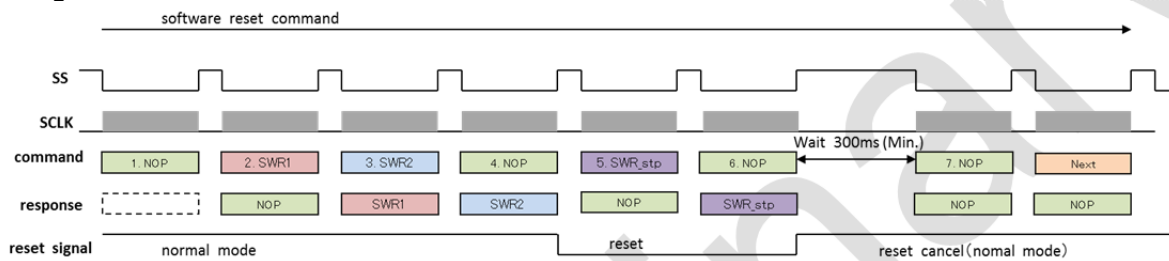 software reset command
SS
SCLK
command 1. NOP 2. SWR1 3. SWR2 4. NOP 5. SWR_stp 6. NOP Wait 300ms(Min.) 7. NOP Next
response NOP SWR1 SWR2 NOP SWR_stp NOP NOP
reset signal normal mode reset reset cancel(nomal mode)